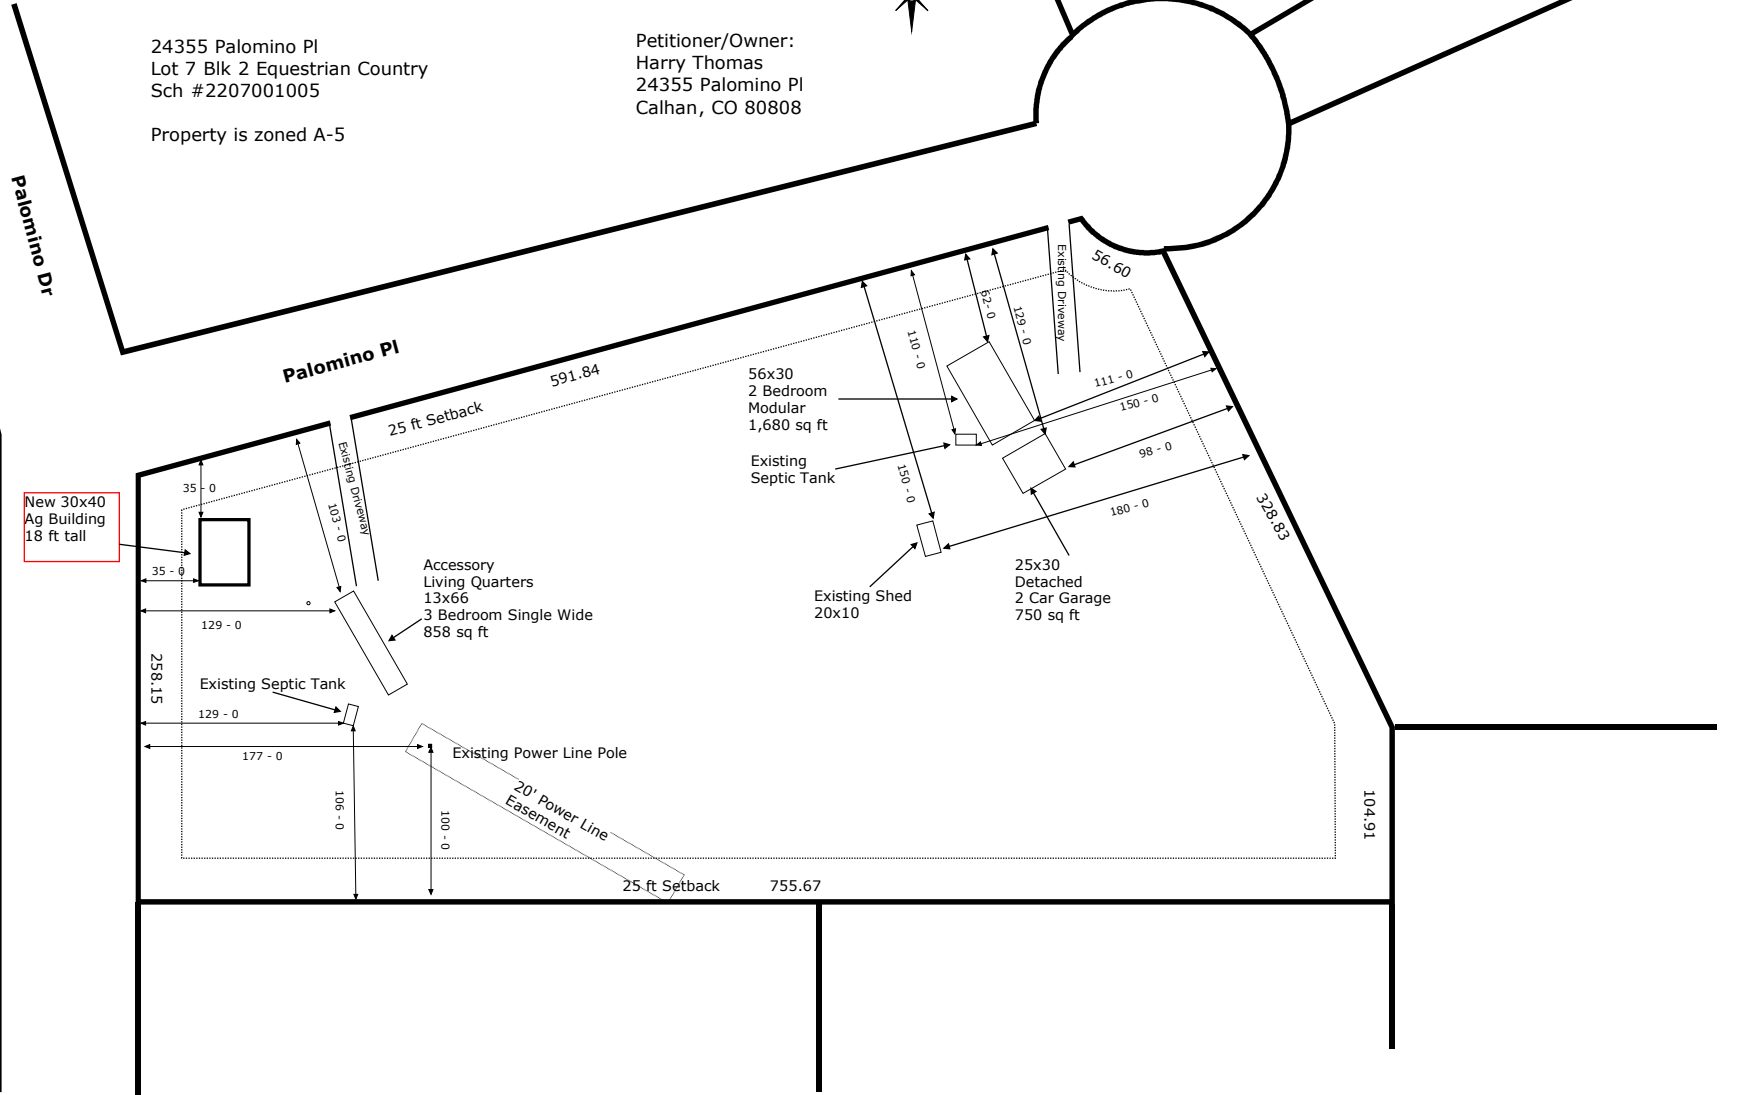 24355 Palomino Pl
Lot 7 Blk 2 Equestrian Country
Sch #2207001005
Property is zoned A-5
Petitioner/Owner:
Harry Thomas
24355 Palomino Pl
Calhan, CO 80808
Palomino Dr
Palomino Pl
591.84
25 ft Setback
56.60
Existing Driveway
62- 0
129 - 0
110 - 0
150 - 0
56x30
2 Bedroom
Modular
1,680 sq ft
Existing
Septic Tank
111 - 0
150 - 0
98 - 0
180 - 0
328.83
Existing Shed
20x10
25x30
Detached
2 Car Garage
750 sq ft
35 - 0
New 30x40
Ag Building
18 ft tall
35 - 0
103 - 0
Existing Driveway
Accessory
Living Quarters
13x66
3 Bedroom Single Wide
858 sq ft
129 - 0
258.15
Existing Septic Tank
129 - 0
177 - 0
Existing Power Line Pole
106 - 0
100 - 0
20' Power Line
Easement
104.91
25 ft Setback
755.67